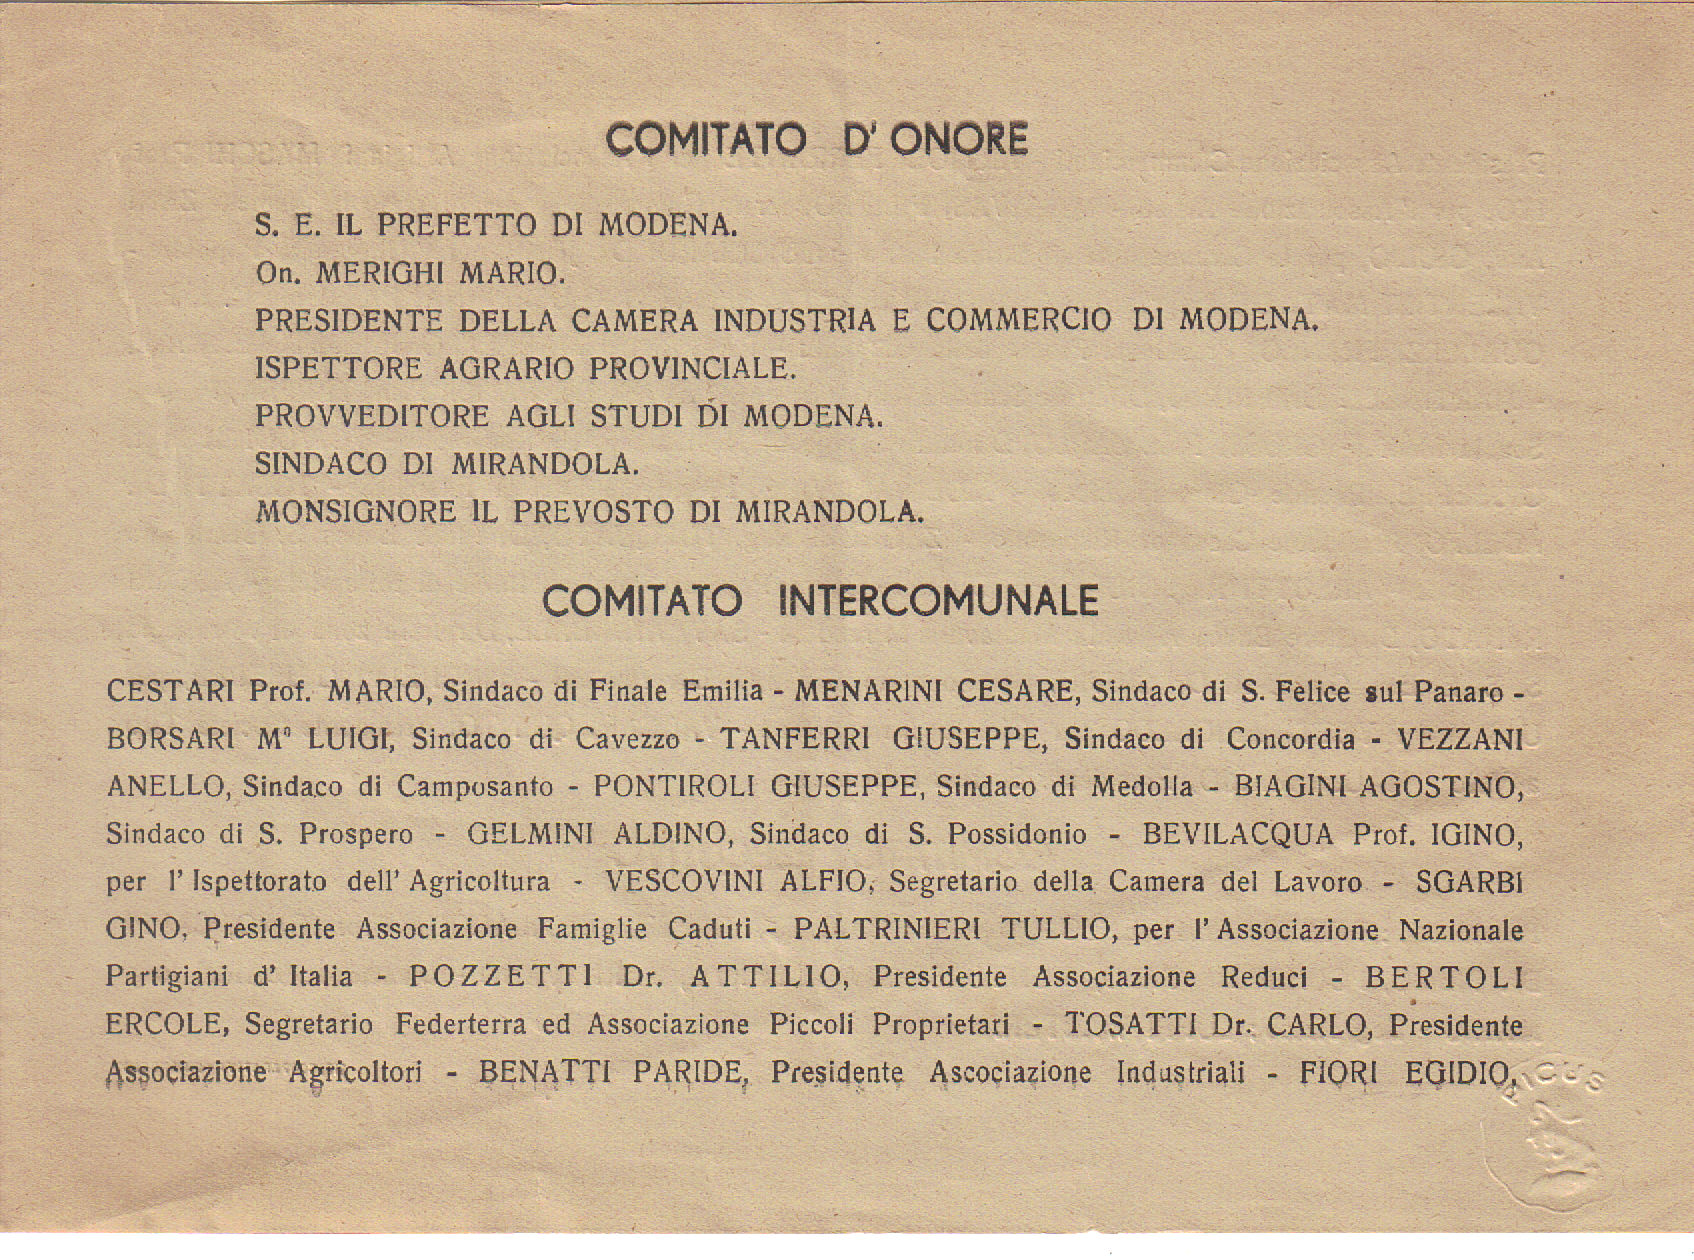 COMITATO D' ONORE
S. E. IL PREFETTO DI MODENA.
On. MERIGHI MARIO.
PRESIDENTE DELLA CAMERA INDUSTRIA E COMMERCIO DI MODENA.
ISPETTORE AGRARIO PROVINCIALE.
PROVVEDITORE AGLI STUDI DI MODENA.
SINDACO DI MIRANDOLA.
MONSIGNORE IL PREVOSTO DI MIRANDOLA.
COMITATO INTERCOMUNALE
CESTARI Prof. MARIO, Sindaco di Finale Emilia - MENARINI CESARE, Sindaco di S. Felice sul Panaro -
BORSARI Mº LUIGI, Sindaco di Cavezzo - TANFERRI GIUSEPPE, Sindaco di Concordia - VEZZANI
ANELLO, Sindaco di Camposanto - PONTIROLI GIUSEPPE, Sindaco di Medolla - BIAGINI AGOSTINO,
Sindaco di S. Prospero - GELMINI ALDINO, Sindaco di S. Possidonio - BEVILACQUA Prof. IGINO,
per l' Ispettorato dell' Agricoltura - VESCOVINI ALFIO, Segretario della Camera del Lavoro - SGARBI
GINO, Presidente Associazione Famiglie Caduti - PALTRINIERI TULLIO, per l' Associazione Nazionale
Partigiani d' Italia - POZZETTI Dr. ATTILIO, Presidente Associazione Reduci - BERTOLI
ERCOLE, Segretario Federterra ed Associazione Piccoli Proprietari - TOSATTI Dr. CARLO, Presidente
Associazione Agricoltori - BENATTI PARIDE, Presidente Ascociazione Industriali - FIORI EGIDIO,